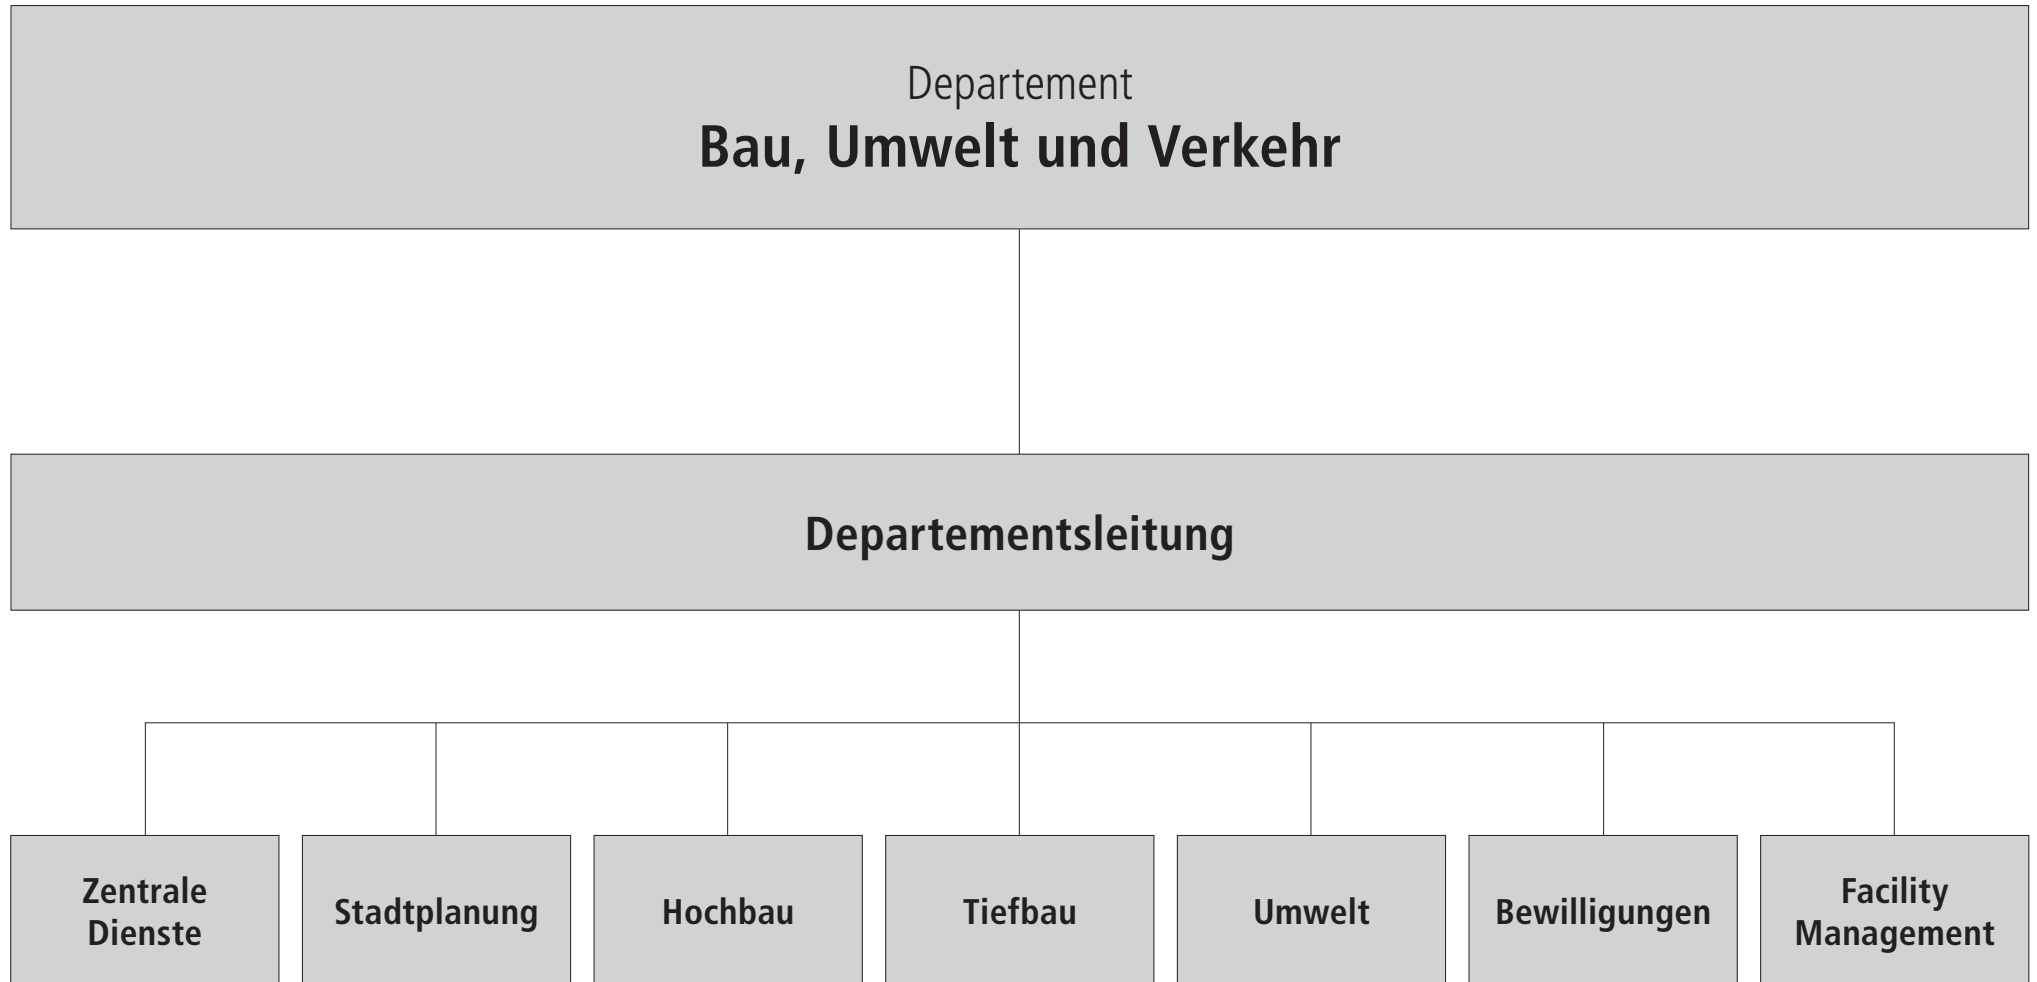 Departement
Bau, Umwelt und Verkehr
Departementsleitung
Zentrale
Dienste
Stadtplanung
Hochbau
Tiefbau
Umwelt
Bewilligungen
Facility
Management